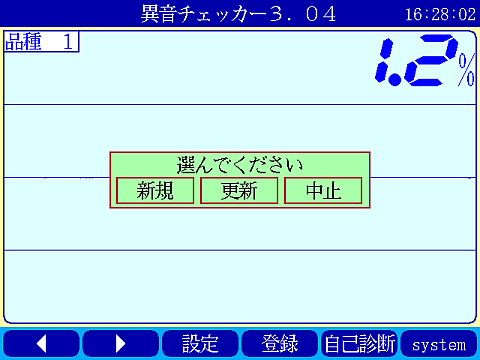 異音チェッカー３．０４ 16:28:02
品種 1
1.2%
選んでください
新規 更新 中止
設定 登録 自己診断 system